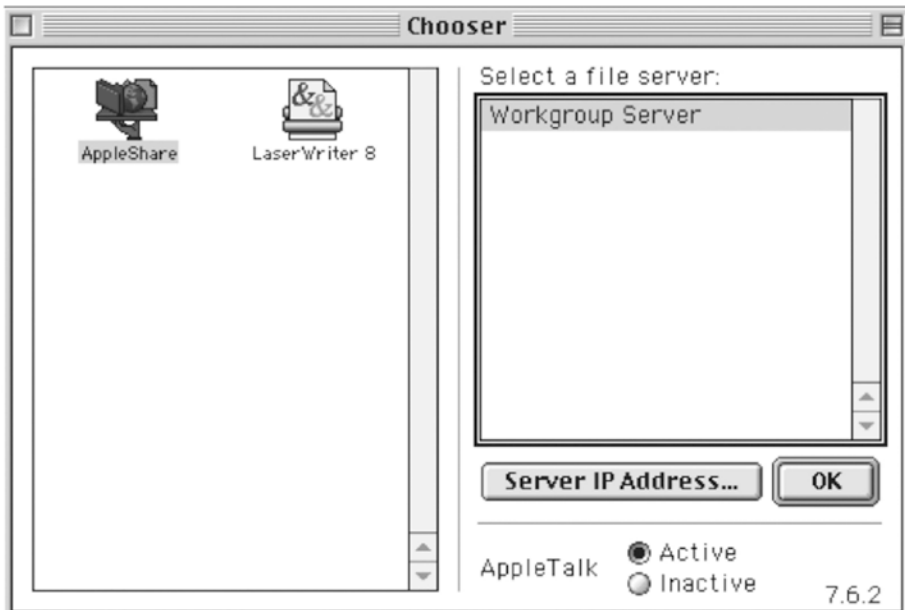 Chooser
AppleShare
LaserWriter 8
Select a file server:
Workgroup Server
Server IP Address...
OK
AppleTalk
Active
Inactive
7.6.2